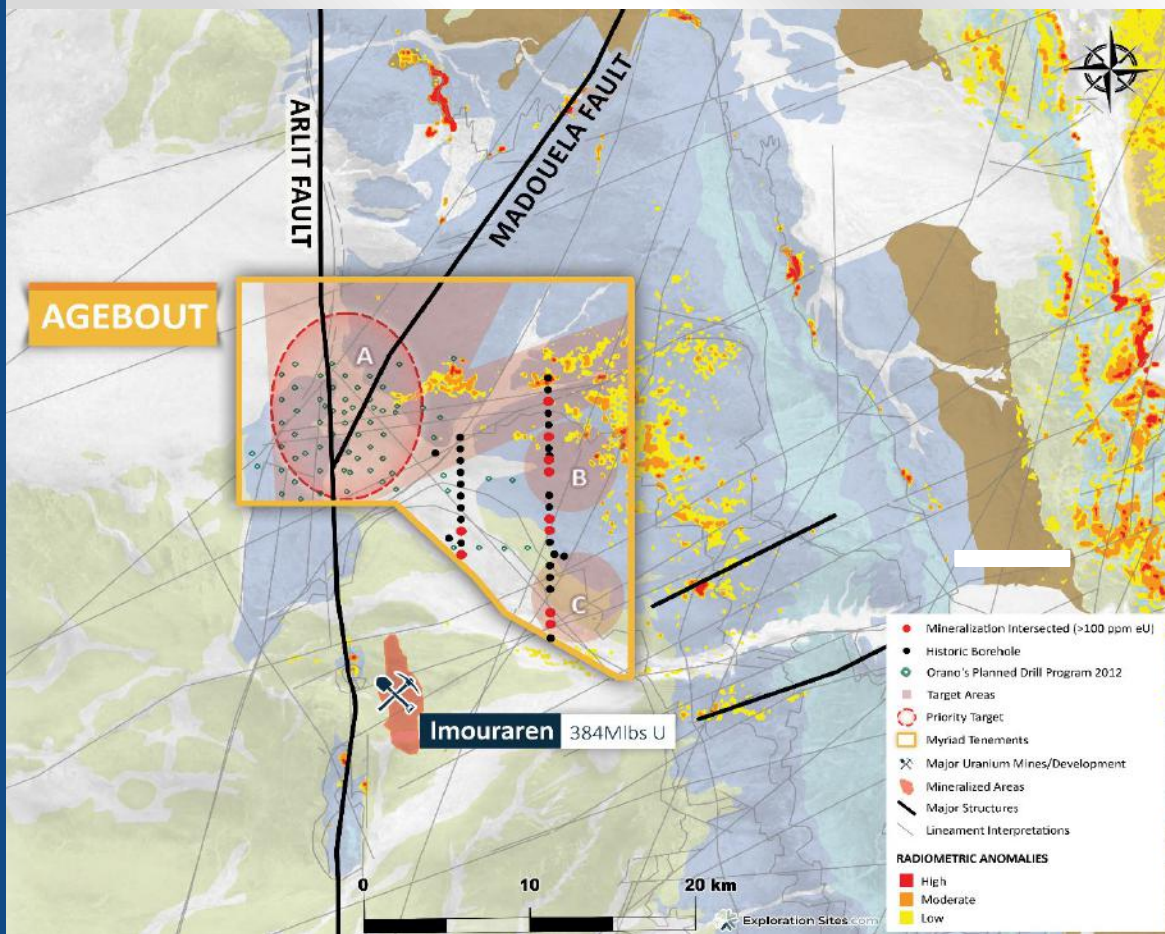 ARLIT FAULT
MADOUELA FAULT
AGEBOUT
A
B
C
Imouraren 384Mlbs U
Mineralization Intersected (>100 ppm eU)
Historic Borehole
Orano's Planned Drill Program 2012
Target Areas
Priority Target
Myriad Tenements
Major Uranium Mines/Development
Mineralized Areas
Major Structures
Lineament Interpretations
RADIOMETRIC ANOMALIES
High
Moderate
Low
0 10 20 km
Exploration Sites.com